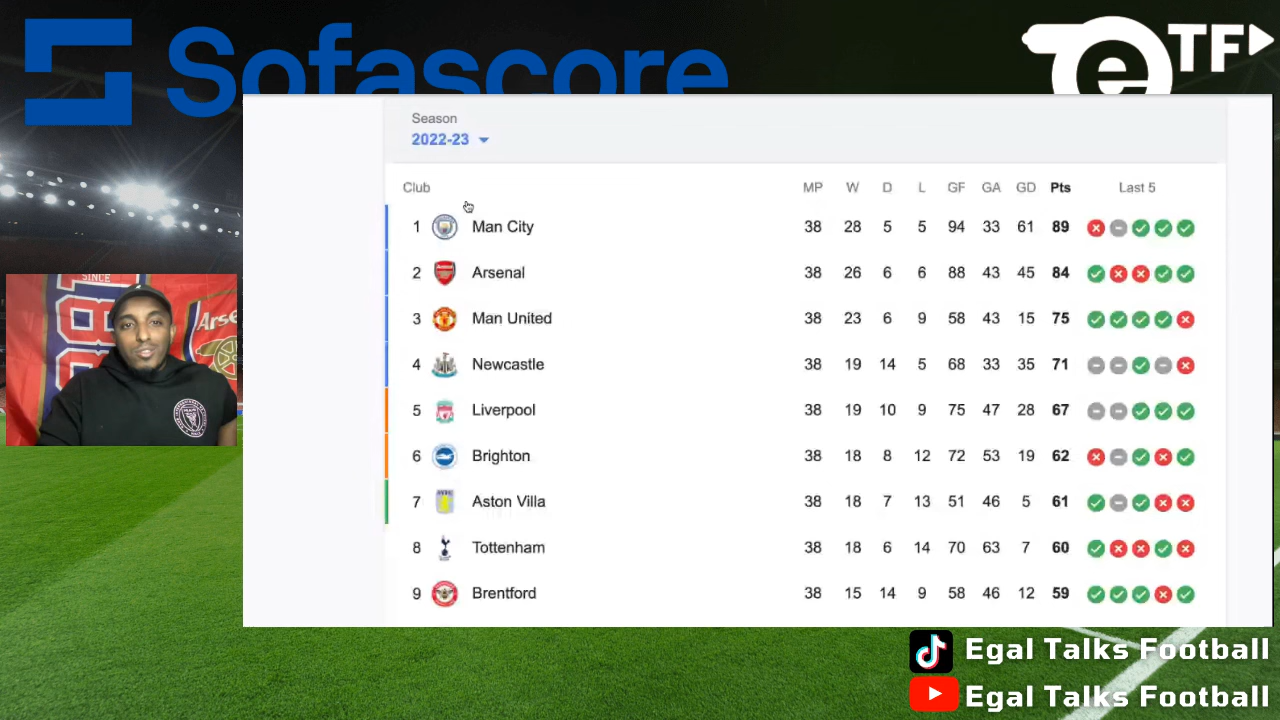 Sofascore
eTF
Season
2022-23
Club MP W D L GF GA GD Pts Last 5
1 Man City 38 28 5 5 94 33 61 89
2 Arsenal 38 26 6 6 88 43 45 84
3 Man United 38 23 6 9 58 43 15 75
4 Newcastle 38 19 14 5 68 33 35 71
5 Liverpool 38 19 10 9 75 47 28 67
6 Brighton 38 18 8 12 72 53 19 62
7 Aston Villa 38 18 7 13 51 46 5 61
8 Tottenham 38 18 6 14 70 63 7 60
9 Brentford 38 15 14 9 58 46 12 59
SINCE
Arse
Egal Talks Football
Egal Talks Football